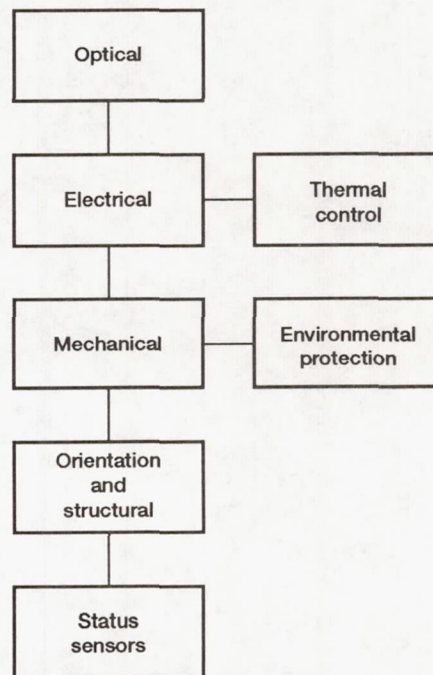 Optical
Electrical
Thermal
control
Mechanical
Environmental
protection
Orientation
and
structural
Status
sensors